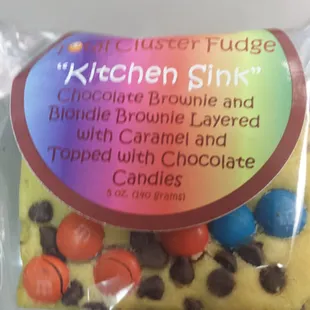 Cluster Fudge
"Kitchen Sink"
Chocolate Brownie and
Blondie Brownie Layered
with Caramel and
Topped with Chocolate
Candies
5 oz. (140 grams)
m
m